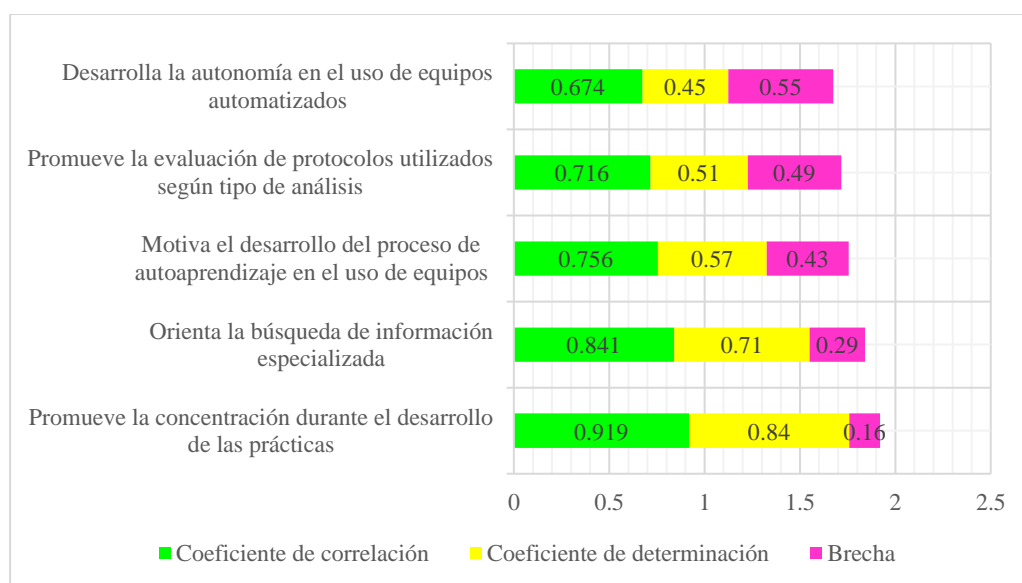 Desarrolla la autonomía en el uso de equipos
automatizados
0.674 0.45 0.55
Promueve la evaluación de protocolos utilizados
según tipo de análisis
0.716 0.51 0.49
Motiva el desarrollo del proceso de
autoaprendizaje en el uso de equipos
0.756 0.57 0.43
Orienta la búsqueda de información
especializada
0.841 0.71 0.29
Promueve la concentración durante el desarrollo
de las prácticas
0.919 0.84 0.16
0 0.5 1 1.5 2 2.5
Coeficiente de correlación Coeficiente de determinación Brecha